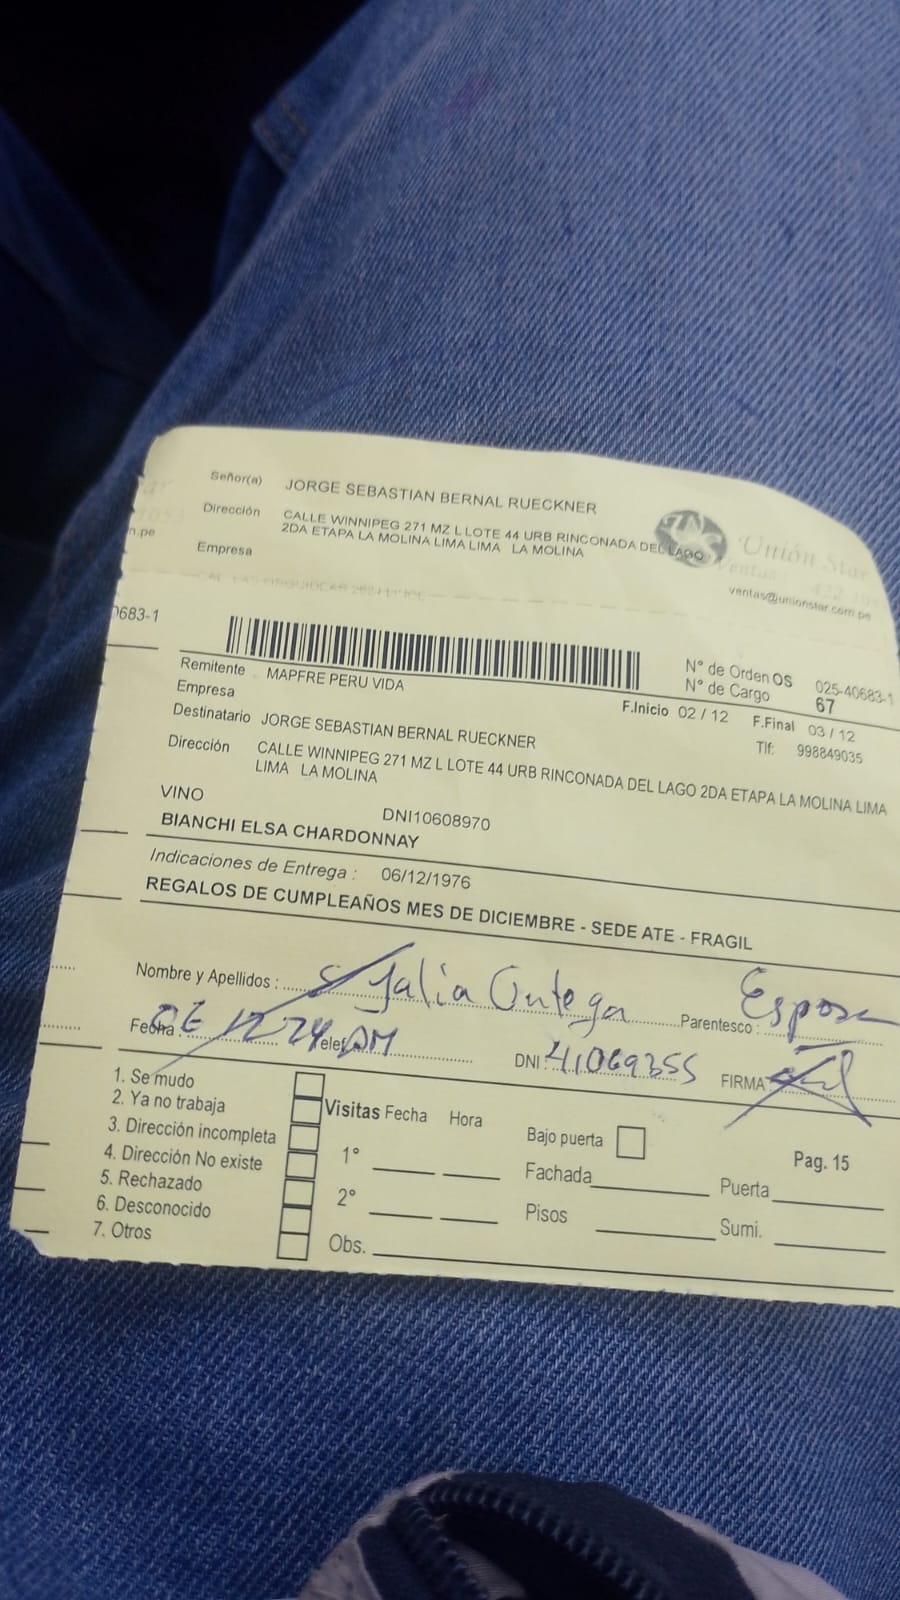 Señor(a) JORGE SEBASTIAN BERNAL RUECKNER
Dirección CALLE WINNIPEG 271 MZ L LOTE 44 URB RINCONADA DEL LAGO
2DA ETAPA LA MOLINA LIMA LIMA LA MOLINA
Empresa
Unión Star
Ventas
ventas@unionstar.com.pe
n.pe
0683-1
N° de Orden OS 025-40683-1
N° de Cargo 67
Remitente MAPFRE PERU VIDA
Empresa
F.Inicio 02 / 12 F.Final 03 / 12
Destinatario JORGE SEBASTIAN BERNAL RUECKNER
Tlf: 998849035
Dirección CALLE WINNIPEG 271 MZ L LOTE 44 URB RINCONADA DEL LAGO 2DA ETAPA LA MOLINA LIMA
LIMA LA MOLINA
VINO DNI10608970
BIANCHI ELSA CHARDONNAY
Indicaciones de Entrega : 06/12/1976
REGALOS DE CUMPLEAÑOS MES DE DICIEMBRE - SEDE ATE - FRAGIL
Nombre y Apellidos : Parentesco : Esposa
Fecha: 12 24 DNI: 41069355 FIRMA
1. Se mudo
2. Ya no trabaja
3. Dirección incompleta
4. Dirección No existe
5. Rechazado
6. Desconocido
7. Otros
Visitas Fecha Hora
1°
2°
Obs.
Bajo puerta
Fachada
Pisos
Pag. 15
Puerta
Sumi.